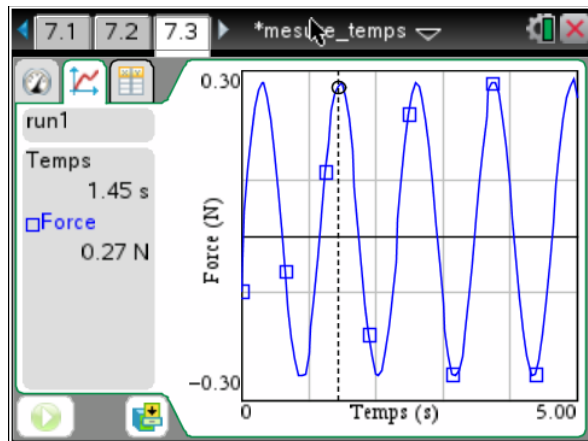 7.1 7.2 7.3 *mesure_temps
run1
Temps
1.45 s
Force
0.27 N
0.30
Force (N)
-0.30
0 Temps (s) 5.00